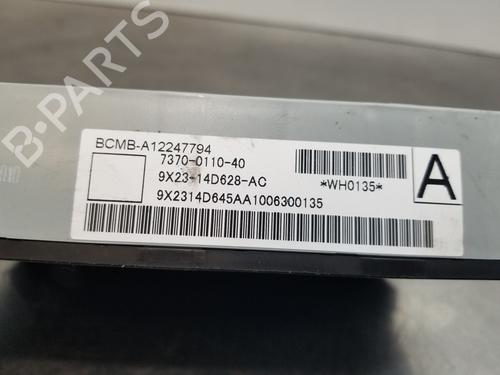 B-PARTS
BCMB-A12247794
7370-0110-40
9X23-14D628-AC
*WH0135*
A
9X2314D645AA1006300135